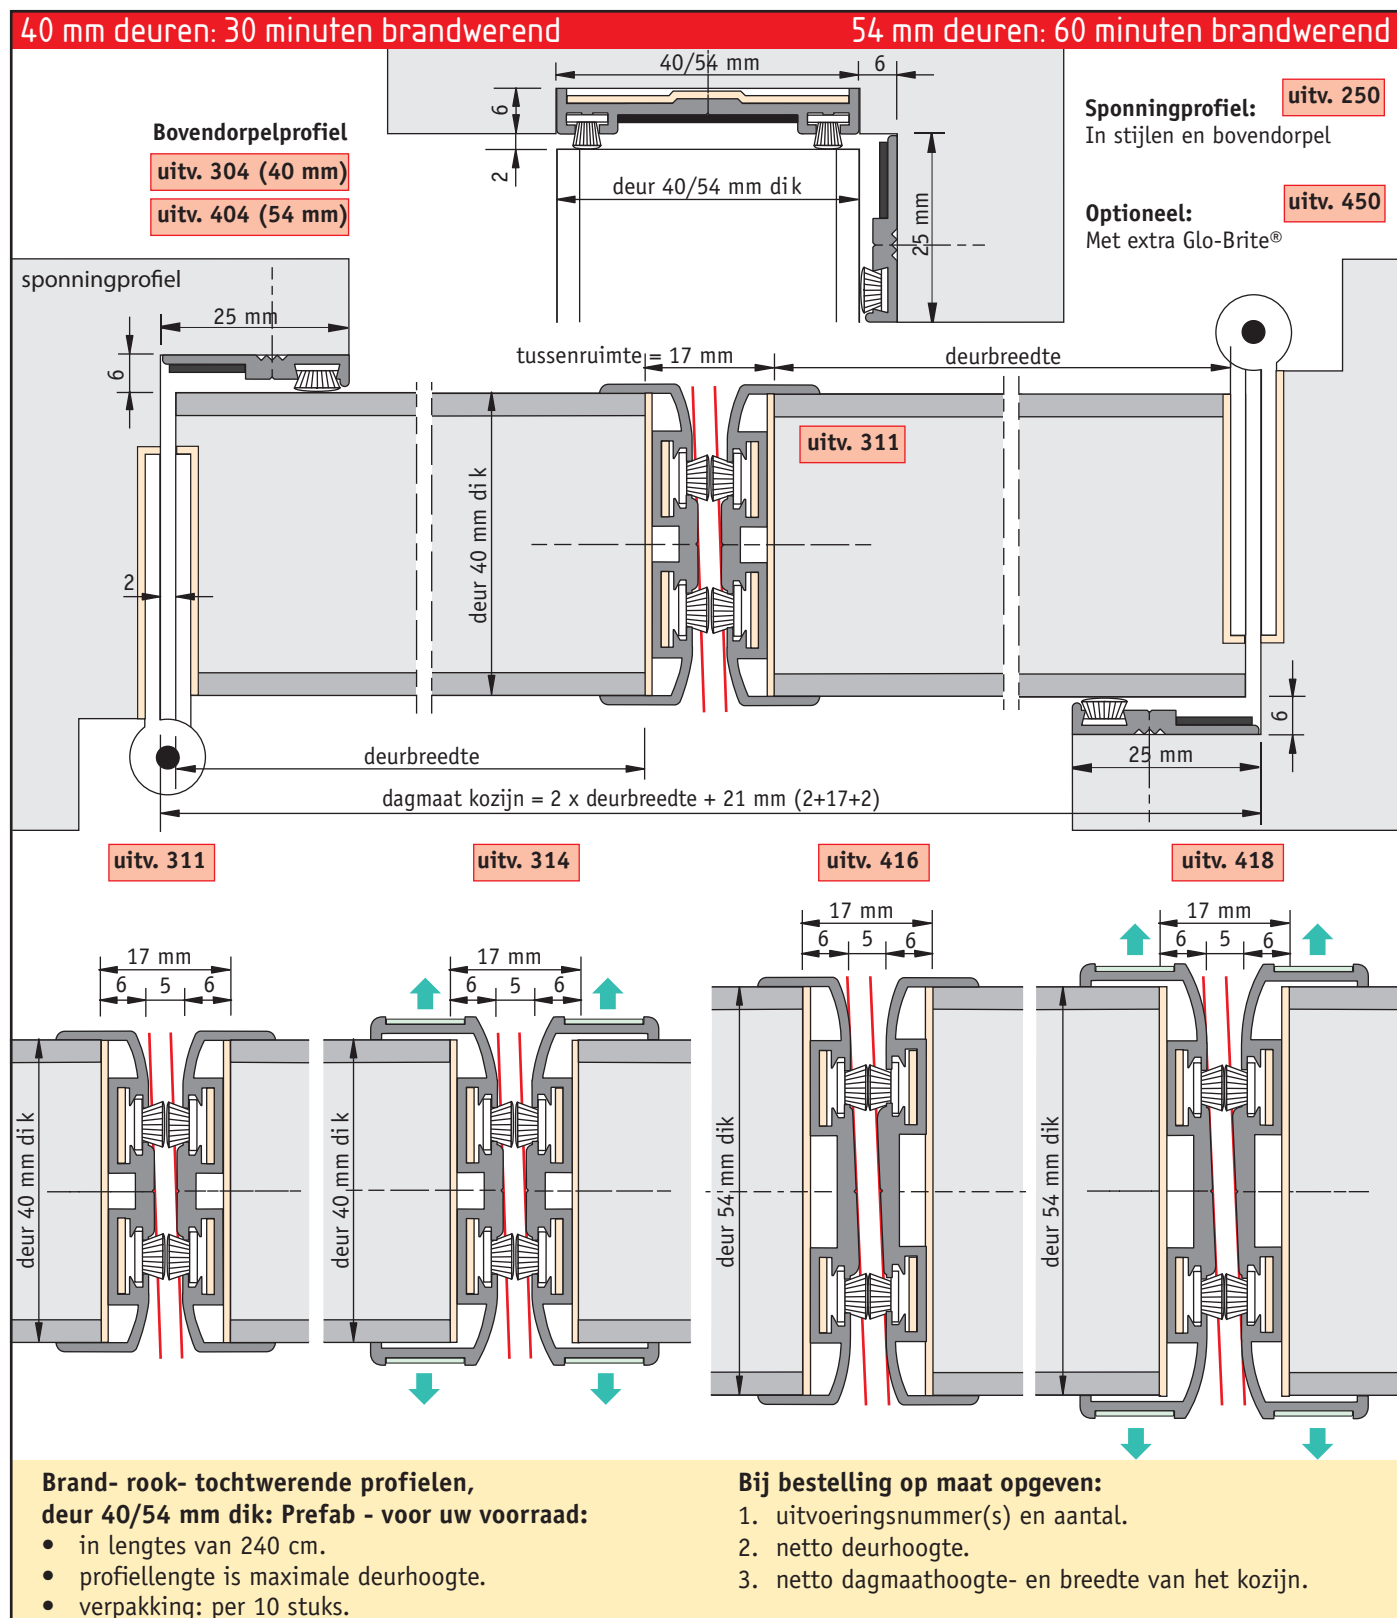 40 mm deuren: 30 minuten brandwerend
54 mm deuren: 60 minuten brandwerend
40/54 mm
6
6
2
deur 40/54 mm dik
25 mm
Bovendorpelprofiel
uitv. 304 (40 mm)
uitv. 404 (54 mm)
Sponningprofiel:
uitv. 250
In stijlen en bovendorpel
Optioneel:
uitv. 450
Met extra Glo-Brite®
sponningprofiel
25 mm
6
tussenruimte = 17 mm
deurbreedte
uitv. 311
deur 40 mm dik
2
6
25 mm
deurbreedte
dagmaat kozijn = 2 x deurbreedte + 21 mm (2+17+2)
uitv. 311
uitv. 314
uitv. 416
uitv. 418
17 mm
6
5
6
deur 40 mm dik
17 mm
6
5
6
deur 40 mm dik
17 mm
6
5
6
deur 54 mm dik
17 mm
6
5
6
deur 54 mm dik
Brand- rook- tochtwerende profielen,
deur 40/54 mm dik: Prefab - voor uw voorraad:
• in lengtes van 240 cm.
• profiellengte is maximale deurhoogte.
• verpakking: per 10 stuks.
Bij bestelling op maat opgeven:
1. uitvoeringsnummer(s) en aantal.
2. netto deurhoogte.
3. netto dagmaathoogte- en breedte van het kozijn.